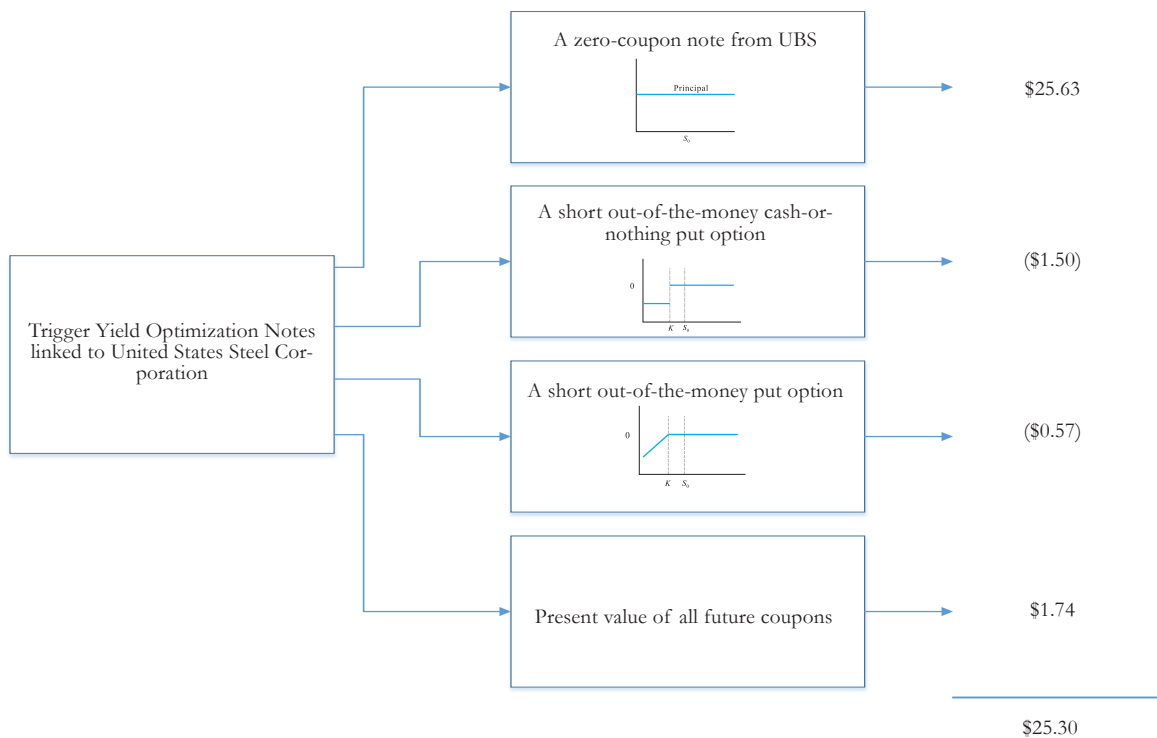 A zero-coupon note from UBS
Principal
S₀
$25.63
A short out-of-the-money cash-or-
nothing put option
0
K
S₀
($1.50)
Trigger Yield Optimization Notes
linked to United States Steel Cor-
poration
A short out-of-the-money put option
0
K
S₀
($0.57)
Present value of all future coupons
$1.74
$25.30